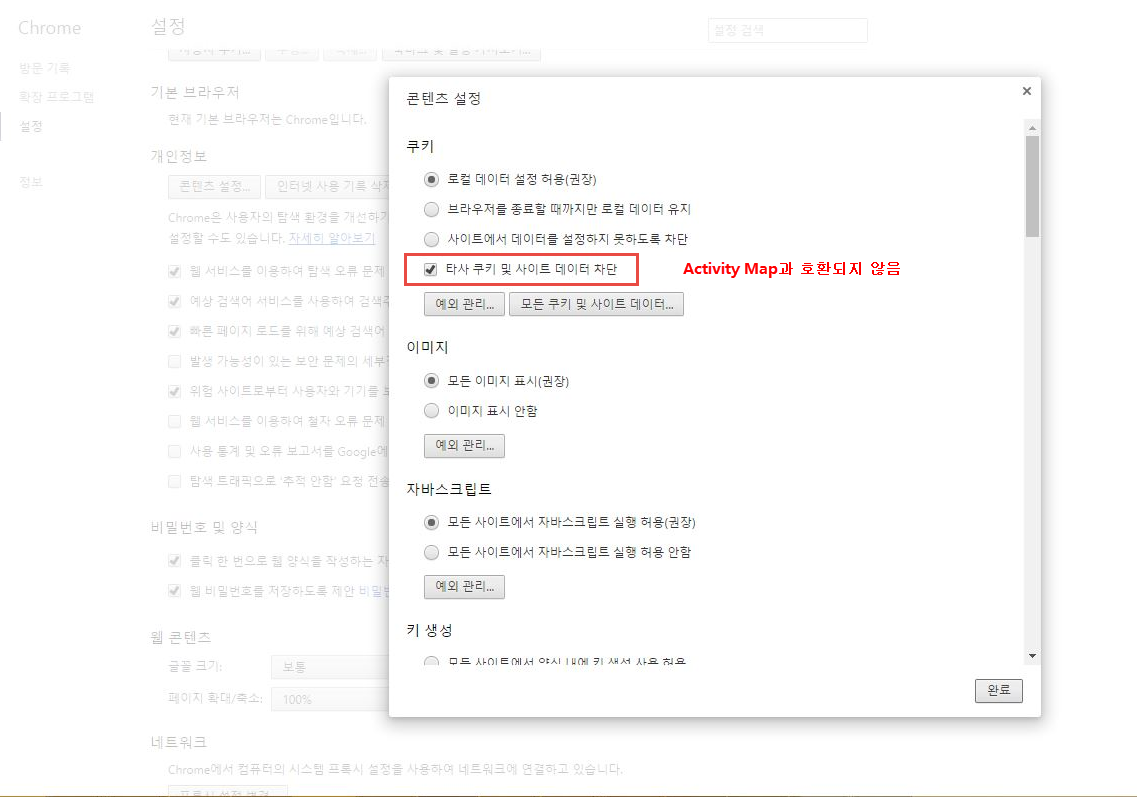 Chrome
설정
설정 검색
방문 기록
확장 프로그램
설정
정보
기본 브라우저
현재 기본 브라우저는 Chrome입니다.
개인정보
콘텐츠 설정...
인터넷 사용 기록 삭제
Chrome은 사용자의 탐색 환경을 개선하기
설정할 수도 있습니다. 자세히 알아보기
웹 서비스를 이용하여 탐색 오류 문제
예상 검색어 서비스를 사용하여 검색
빠른 페이지 로드를 위해 예상 검색어
발생 가능성이 있는 보안 문제의 세부
위험 사이트로부터 사용자와 기기를 보
웹 서비스를 이용하여 철자 오류 문제
사용 통계 및 오류 보고서를 Google에
탐색 트래픽으로 '추적 안함' 요청 전송
비밀번호 및 양식
클릭 한 번으로 웹 양식을 작성하는 자
웹 비밀번호를 저장하도록 제안 비밀번
웹 콘텐츠
글꼴 크기:
보통
페이지 확대/축소:
100%
네트워크
Chrome에서 컴퓨터의 시스템 프록시 설정을 사용하여 네트워크에 연결하고 있습니다.
프록시 설정 변경
콘텐츠 설정
쿠키
로컬 데이터 설정 허용(권장)
브라우저를 종료할 때까지만 로컬 데이터 유지
사이트에서 데이터를 설정하지 못하도록 차단
타사 쿠키 및 사이트 데이터 차단
Activity Map과 호환되지 않음
예외 관리...
모든 쿠키 및 사이트 데이터...
이미지
모든 이미지 표시(권장)
이미지 표시 안함
예외 관리...
자바스크립트
모든 사이트에서 자바스크립트 실행 허용(권장)
모든 사이트에서 자바스크립트 실행 허용 안함
예외 관리...
키 생성
모든 사이트에서 양식 내에 키 생성 사용 허용
완료